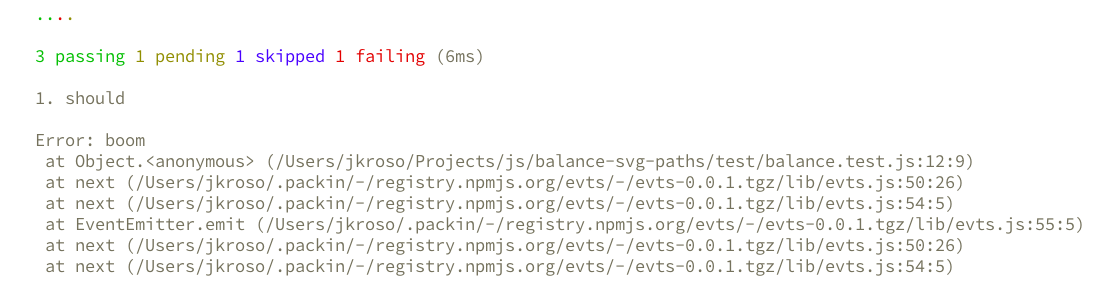 ....
3 passing 1 pending 1 skipped 1 failing (6ms)
1. should
Error: boom
at Object.<anonymous> (/Users/jkroso/Projects/js/balance-svg-paths/test/balance.test.js:12:9)
at next (/Users/jkroso/.packin/-/registry.npmjs.org/evts/-/evts-0.0.1.tgz/lib/evts.js:50:26)
at next (/Users/jkroso/.packin/-/registry.npmjs.org/evts/-/evts-0.0.1.tgz/lib/evts.js:54:5)
at EventEmitter.emit (/Users/jkroso/.packin/-/registry.npmjs.org/evts/-/evts-0.0.1.tgz/lib/evts.js:55:5)
at next (/Users/jkroso/.packin/-/registry.npmjs.org/evts/-/evts-0.0.1.tgz/lib/evts.js:50:26)
at next (/Users/jkroso/.packin/-/registry.npmjs.org/evts/-/evts-0.0.1.tgz/lib/evts.js:54:5)